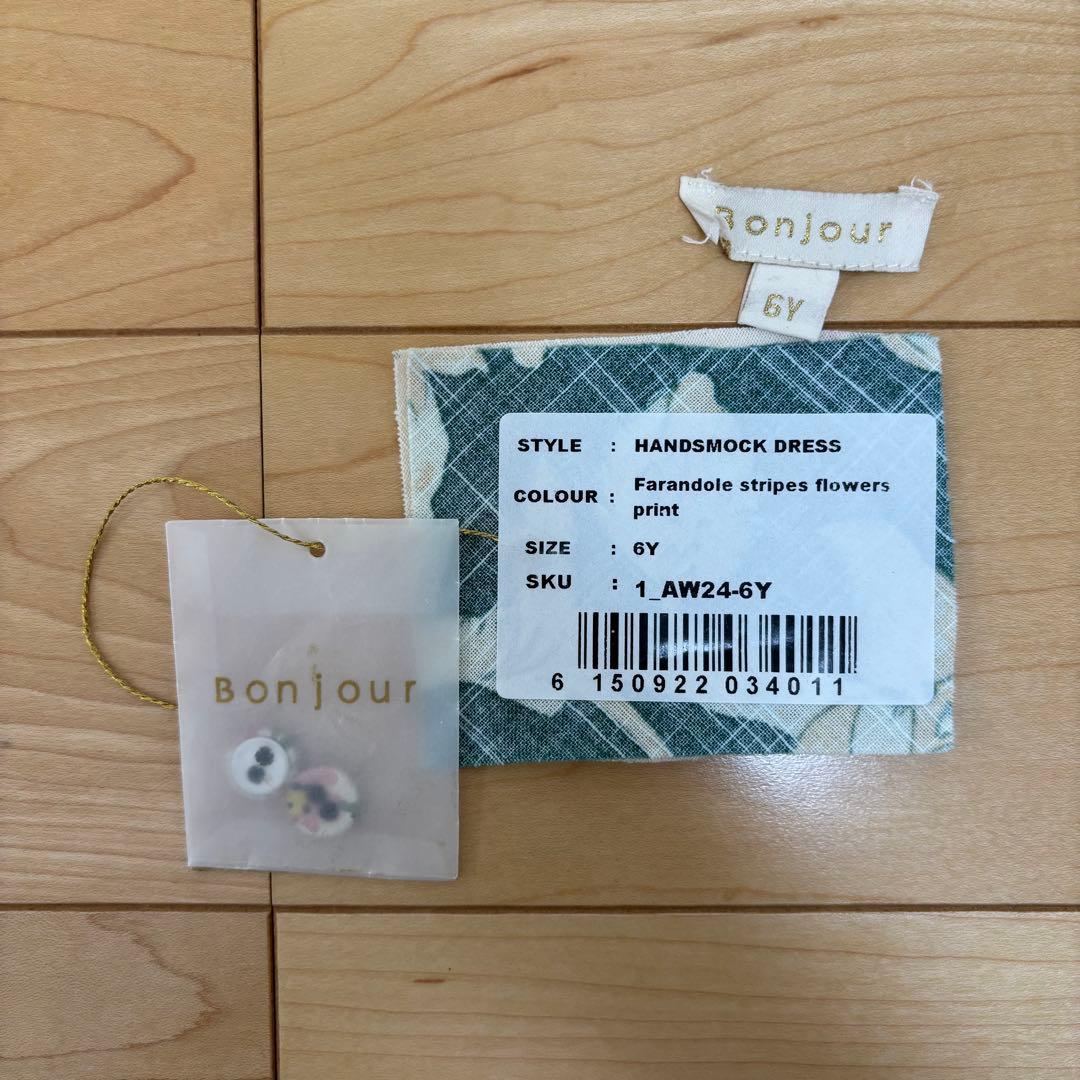 Bonjour
6Y
STYLE : HANDSMOCK DRESS
COLOUR : Farandole stripes flowers
print
SIZE : 6Y
SKU : 1_AW24-6Y
6 150922 034011
Bonjour